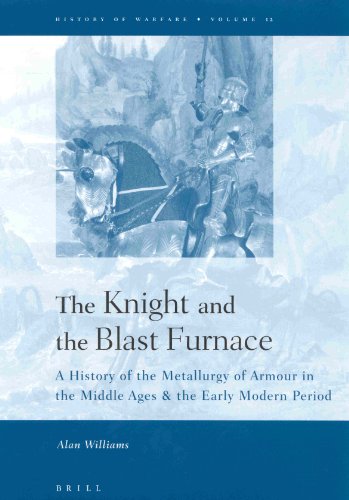 HISTORY OF WARFARE • VOLUME 12
The Knight and
the Blast Furnace
A History of the Metallurgy of Armour in
the Middle Ages & the Early Modern Period
Alan Williams
BRILL